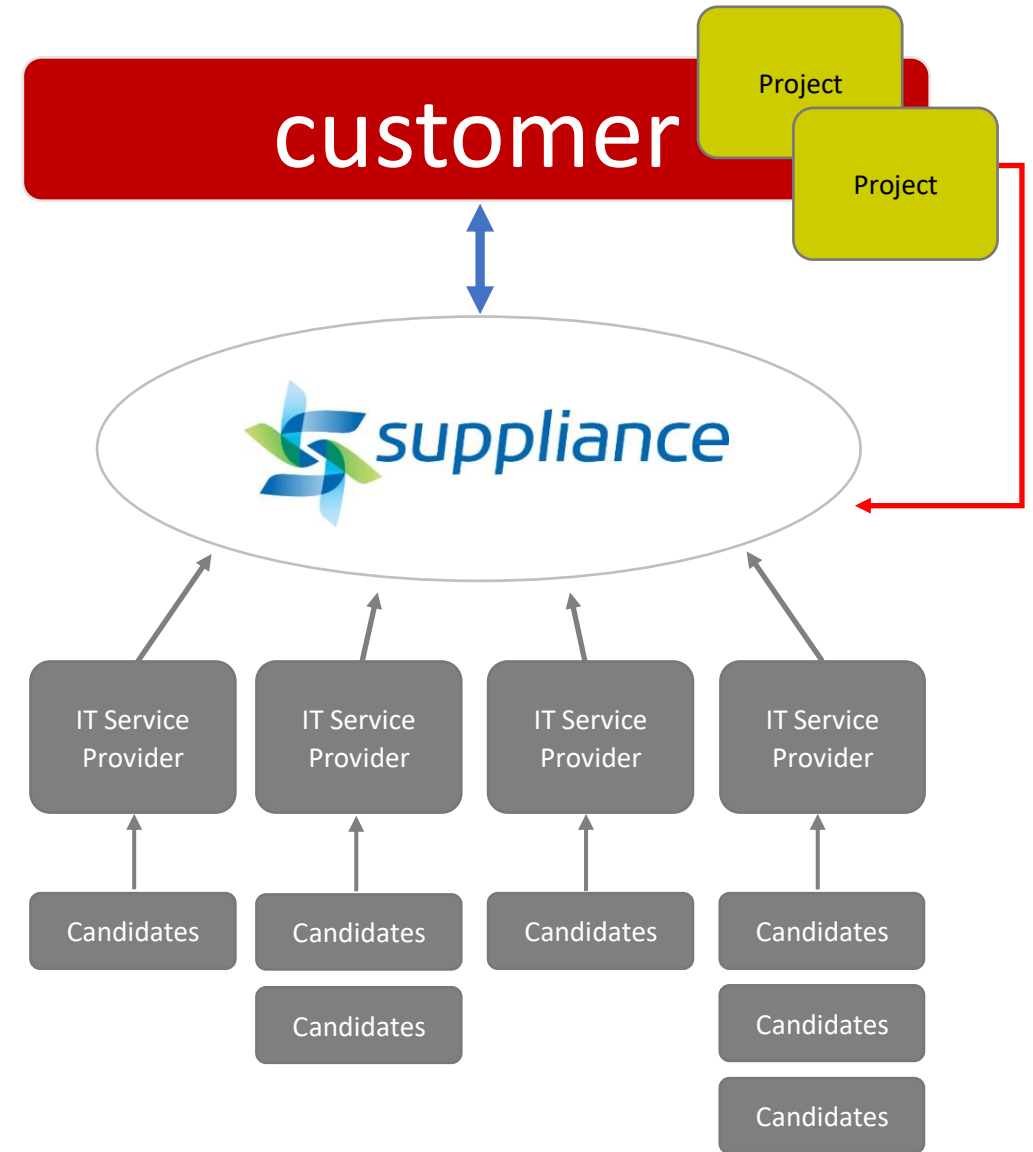 Project
customer
Project
suppliance
IT Service
Provider
IT Service
Provider
IT Service
Provider
IT Service
Provider
Candidates
Candidates
Candidates
Candidates
Candidates
Candidates
Candidates